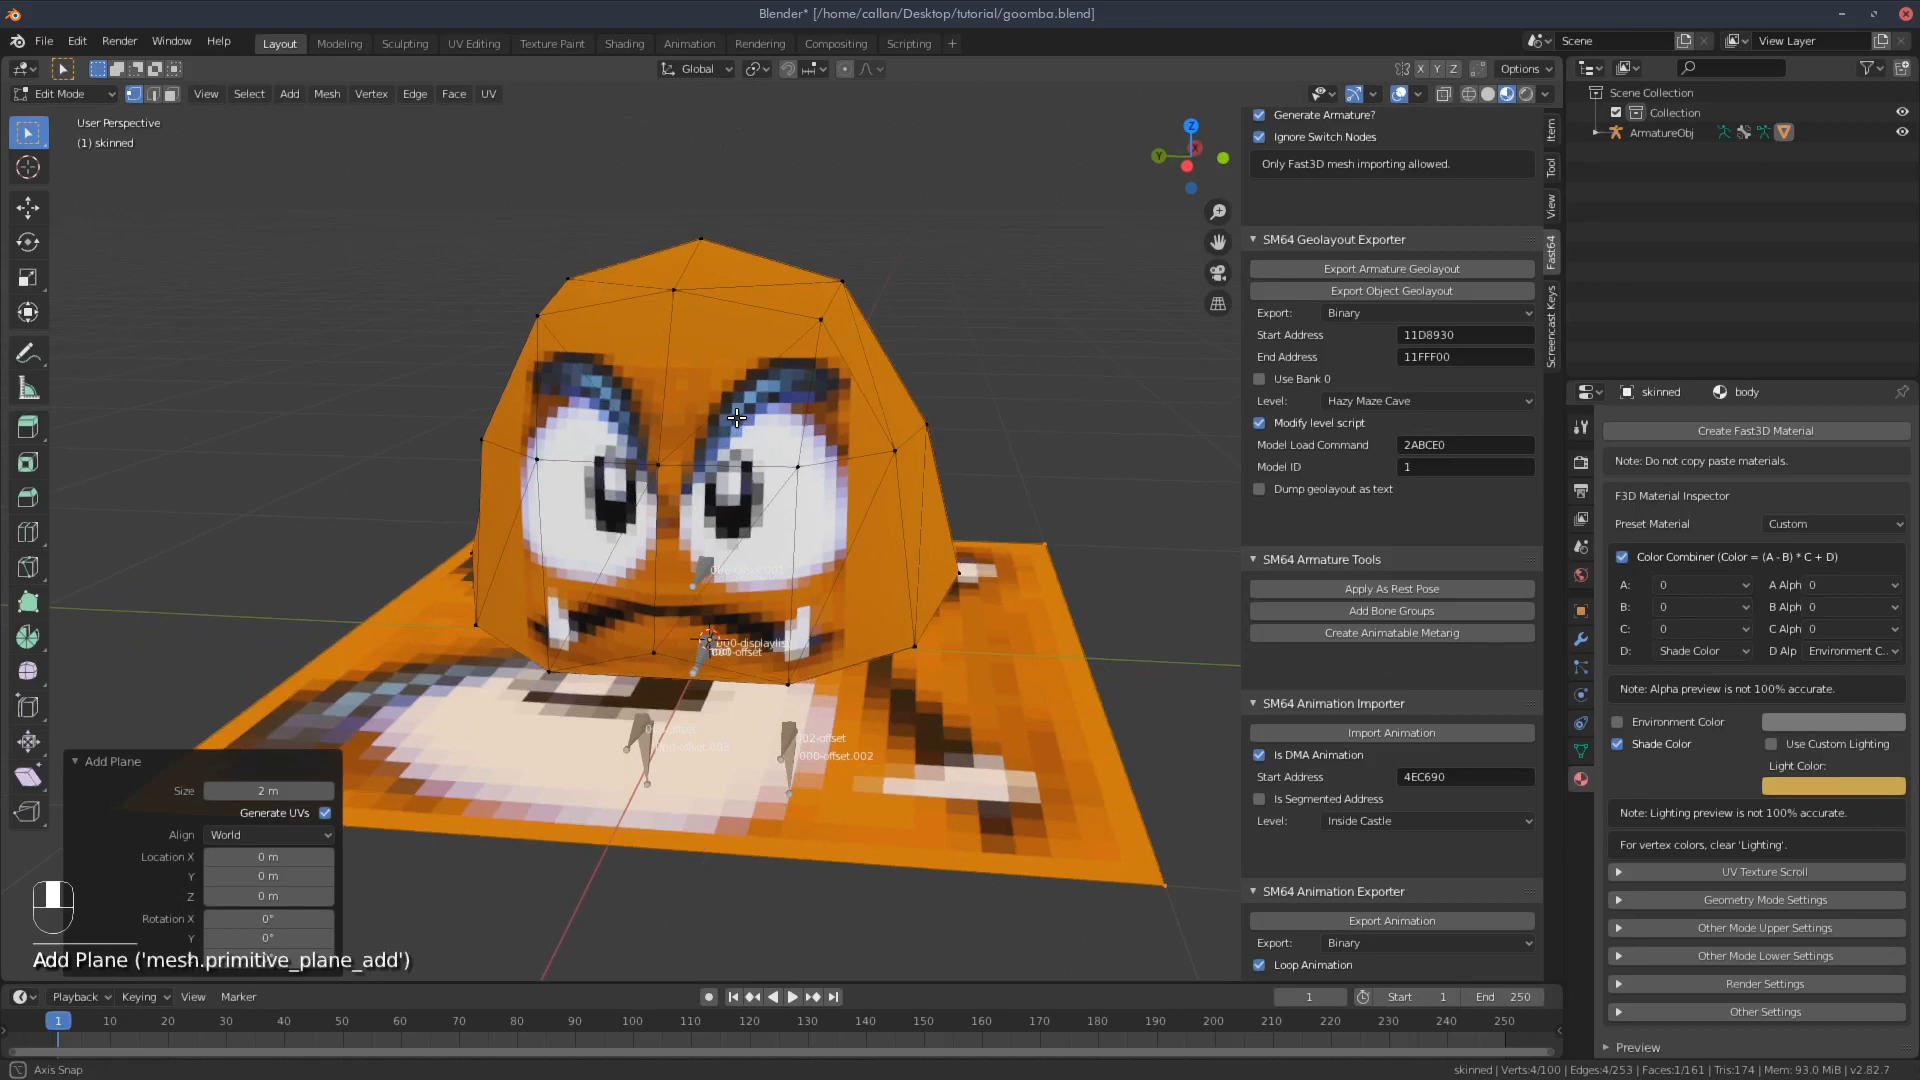 Blender* [/home/callan/Desktop/tutorial/goomba.blend]
File Edit Render Window Help
Layout Modeling Sculpting UV Editing Texture Paint Shading Animation Rendering Compositing Scripting +
Scene
View Layer
Global
X Y Z Options
Edit Mode View Select Add Mesh Vertex Edge Face UV
User Perspective
(1) skinned
Z
Y
X
Generate Armature?
Ignore Switch Nodes
Only Fast3D mesh importing allowed.
SM64 Geolayout Exporter
Export Armature Geolayout
Export Object Geolayout
Export: Binary
Start Address 11D8930
End Address 11FFF00
Use Bank 0
Level: Hazy Maze Cave
Modify level script
Model Load Command 2ABCE0
Model ID 1
Dump geolayout as text
SM64 Armature Tools
Apply As Rest Pose
Add Bone Groups
Create Animatable Metarig
SM64 Animation Importer
Import Animation
Is DMA Animation
Start Address 4EC690
Is Segmented Address
Level: Inside Castle
SM64 Animation Exporter
Export Animation
Export: Binary
Loop Animation
Item
Tool
View
Fast64
Screencast Keys
Scene Collection
Collection
ArmatureObj
skinned body
Create Fast3D Material
Note: Do not copy paste materials.
F3D Material Inspector
Preset Material Custom
Color Combiner (Color = (A - B) * C + D)
A: 0 A Alph 0
B: 0 B Alph 0
C: 0 C Alph 0
D: Shade Color D Alp Environment C..
Note: Alpha preview is not 100% accurate.
Environment Color
Shade Color Use Custom Lighting
Light Color:
Note: Lighting preview is not 100% accurate.
For vertex colors, clear 'Lighting'.
UV Texture Scroll
Geometry Mode Settings
Other Mode Upper Settings
Other Mode Lower Settings
Render Settings
Other Settings
Preview
000-displaylist
000-offset
002-offset
000-offset.002
Add Plane
Size 2 m
Generate UVs
Align World
Location X 0 m
Y 0 m
Z 0 m
Rotation X 0°
Y 0°
Add Plane ('mesh.primitive_plane_add')
Playback Keying View Marker
1 Start 1 End 250
1 10 20 30 40 50 60 70 80 90 100 110 120 130 140 150 160 170 180 190 200 210 220 230 240 250
Axis Snap
skinned | Verts:4/100 | Edges:4/253 | Faces:1/161 | Tris:174 | Mem: 93.0 MiB | v2.82.7